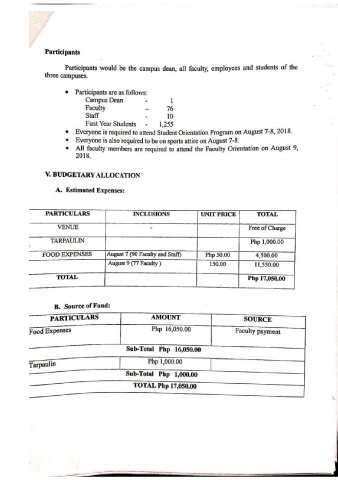 Participants
Participants would be the campus dean, all faculty, employees and students of the
three campuses.
• Participants are as follows:
Campus Dean - 1
Faculty - 76
Staff - 10
First Year Students - 1,255
• Everyone is required to attend Student Orientation Program on August 7-8, 2018.
• Everyone is also required to be on sports attire on August 7-8.
• All faculty members are required to attend the Faculty Orientation on August 9,
2018.
V. BUDGETARY ALLOCATION
A. Estimated Expenses:
PARTICULARS INCLUSIONS UNIT PRICE TOTAL
VENUE - Free of Charge
TARPAULIN Php 1,000.00
FOOD EXPENSES August 7 (90 Faculty and Staff) Php 50.00 4,500.00
August 9 (77 Faculty) 150.00 11,550.00
TOTAL Php 17,050.00
B. Source of Fund:
PARTICULARS AMOUNT SOURCE
Food Expenses Php 16,050.00 Faculty payment
Sub-Total Php 16,050.00
Tarpaulin Php 1,000.00
Sub-Total Php 1,000.00
TOTAL Php 17,050.00